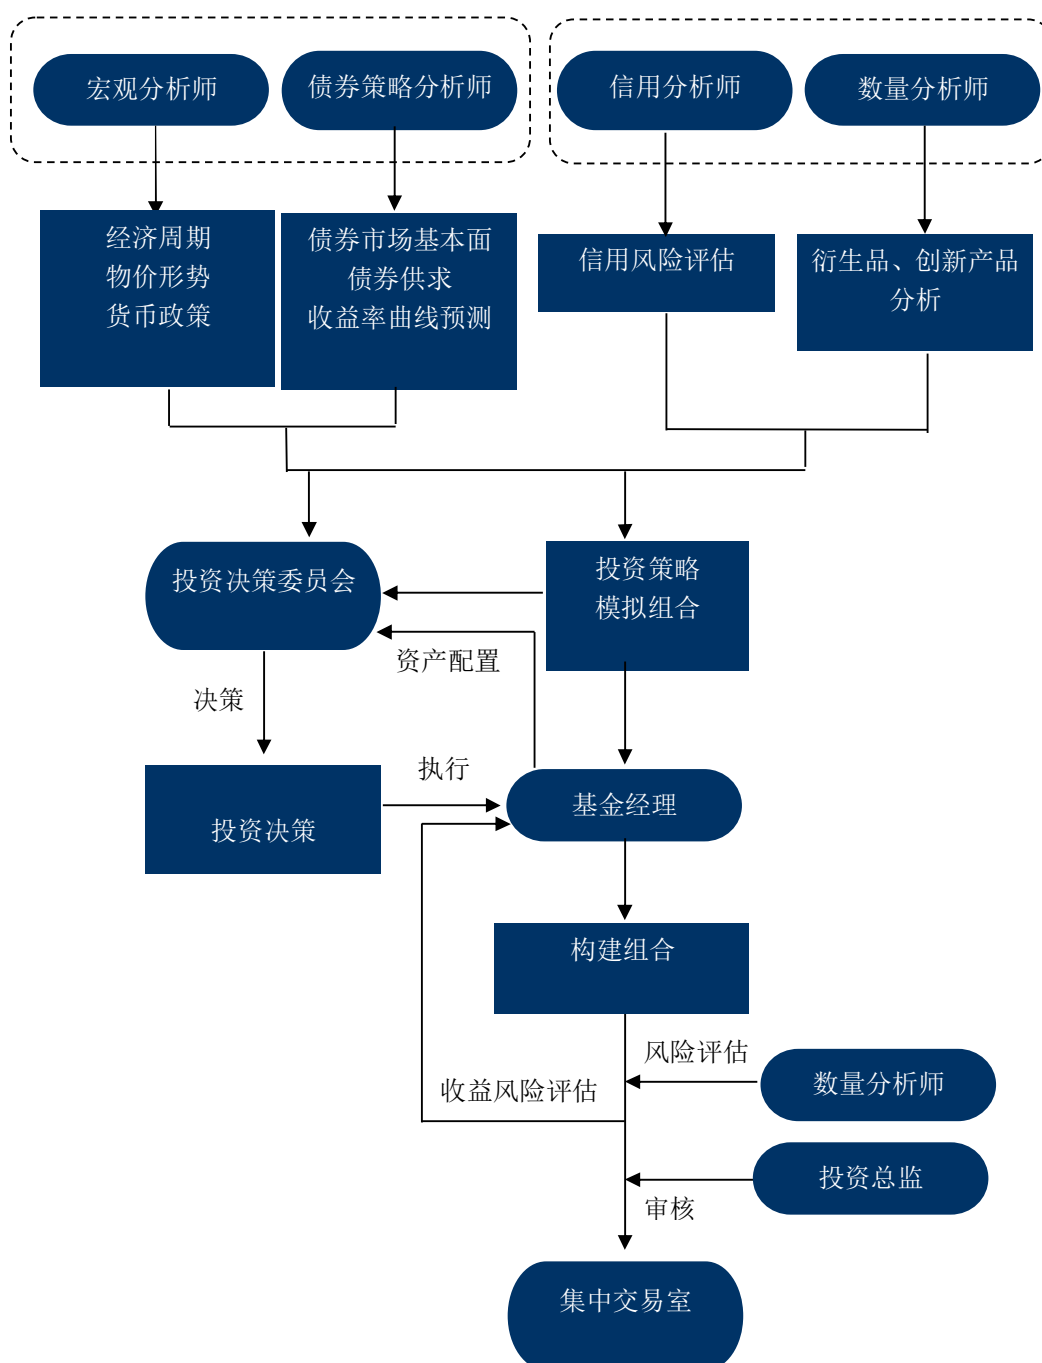 宏观分析师
债券策略分析师
信用分析师
数量分析师
经济周期
物价形势
货币政策
债券市场基本面
债券供求
收益率曲线预测
信用风险评估
衍生品、创新产品
分析
投资决策委员会
投资策略
模拟组合
资产配置
决策
执行
投资决策
基金经理
构建组合
风险评估
数量分析师
收益风险评估
投资总监
审核
集中交易室